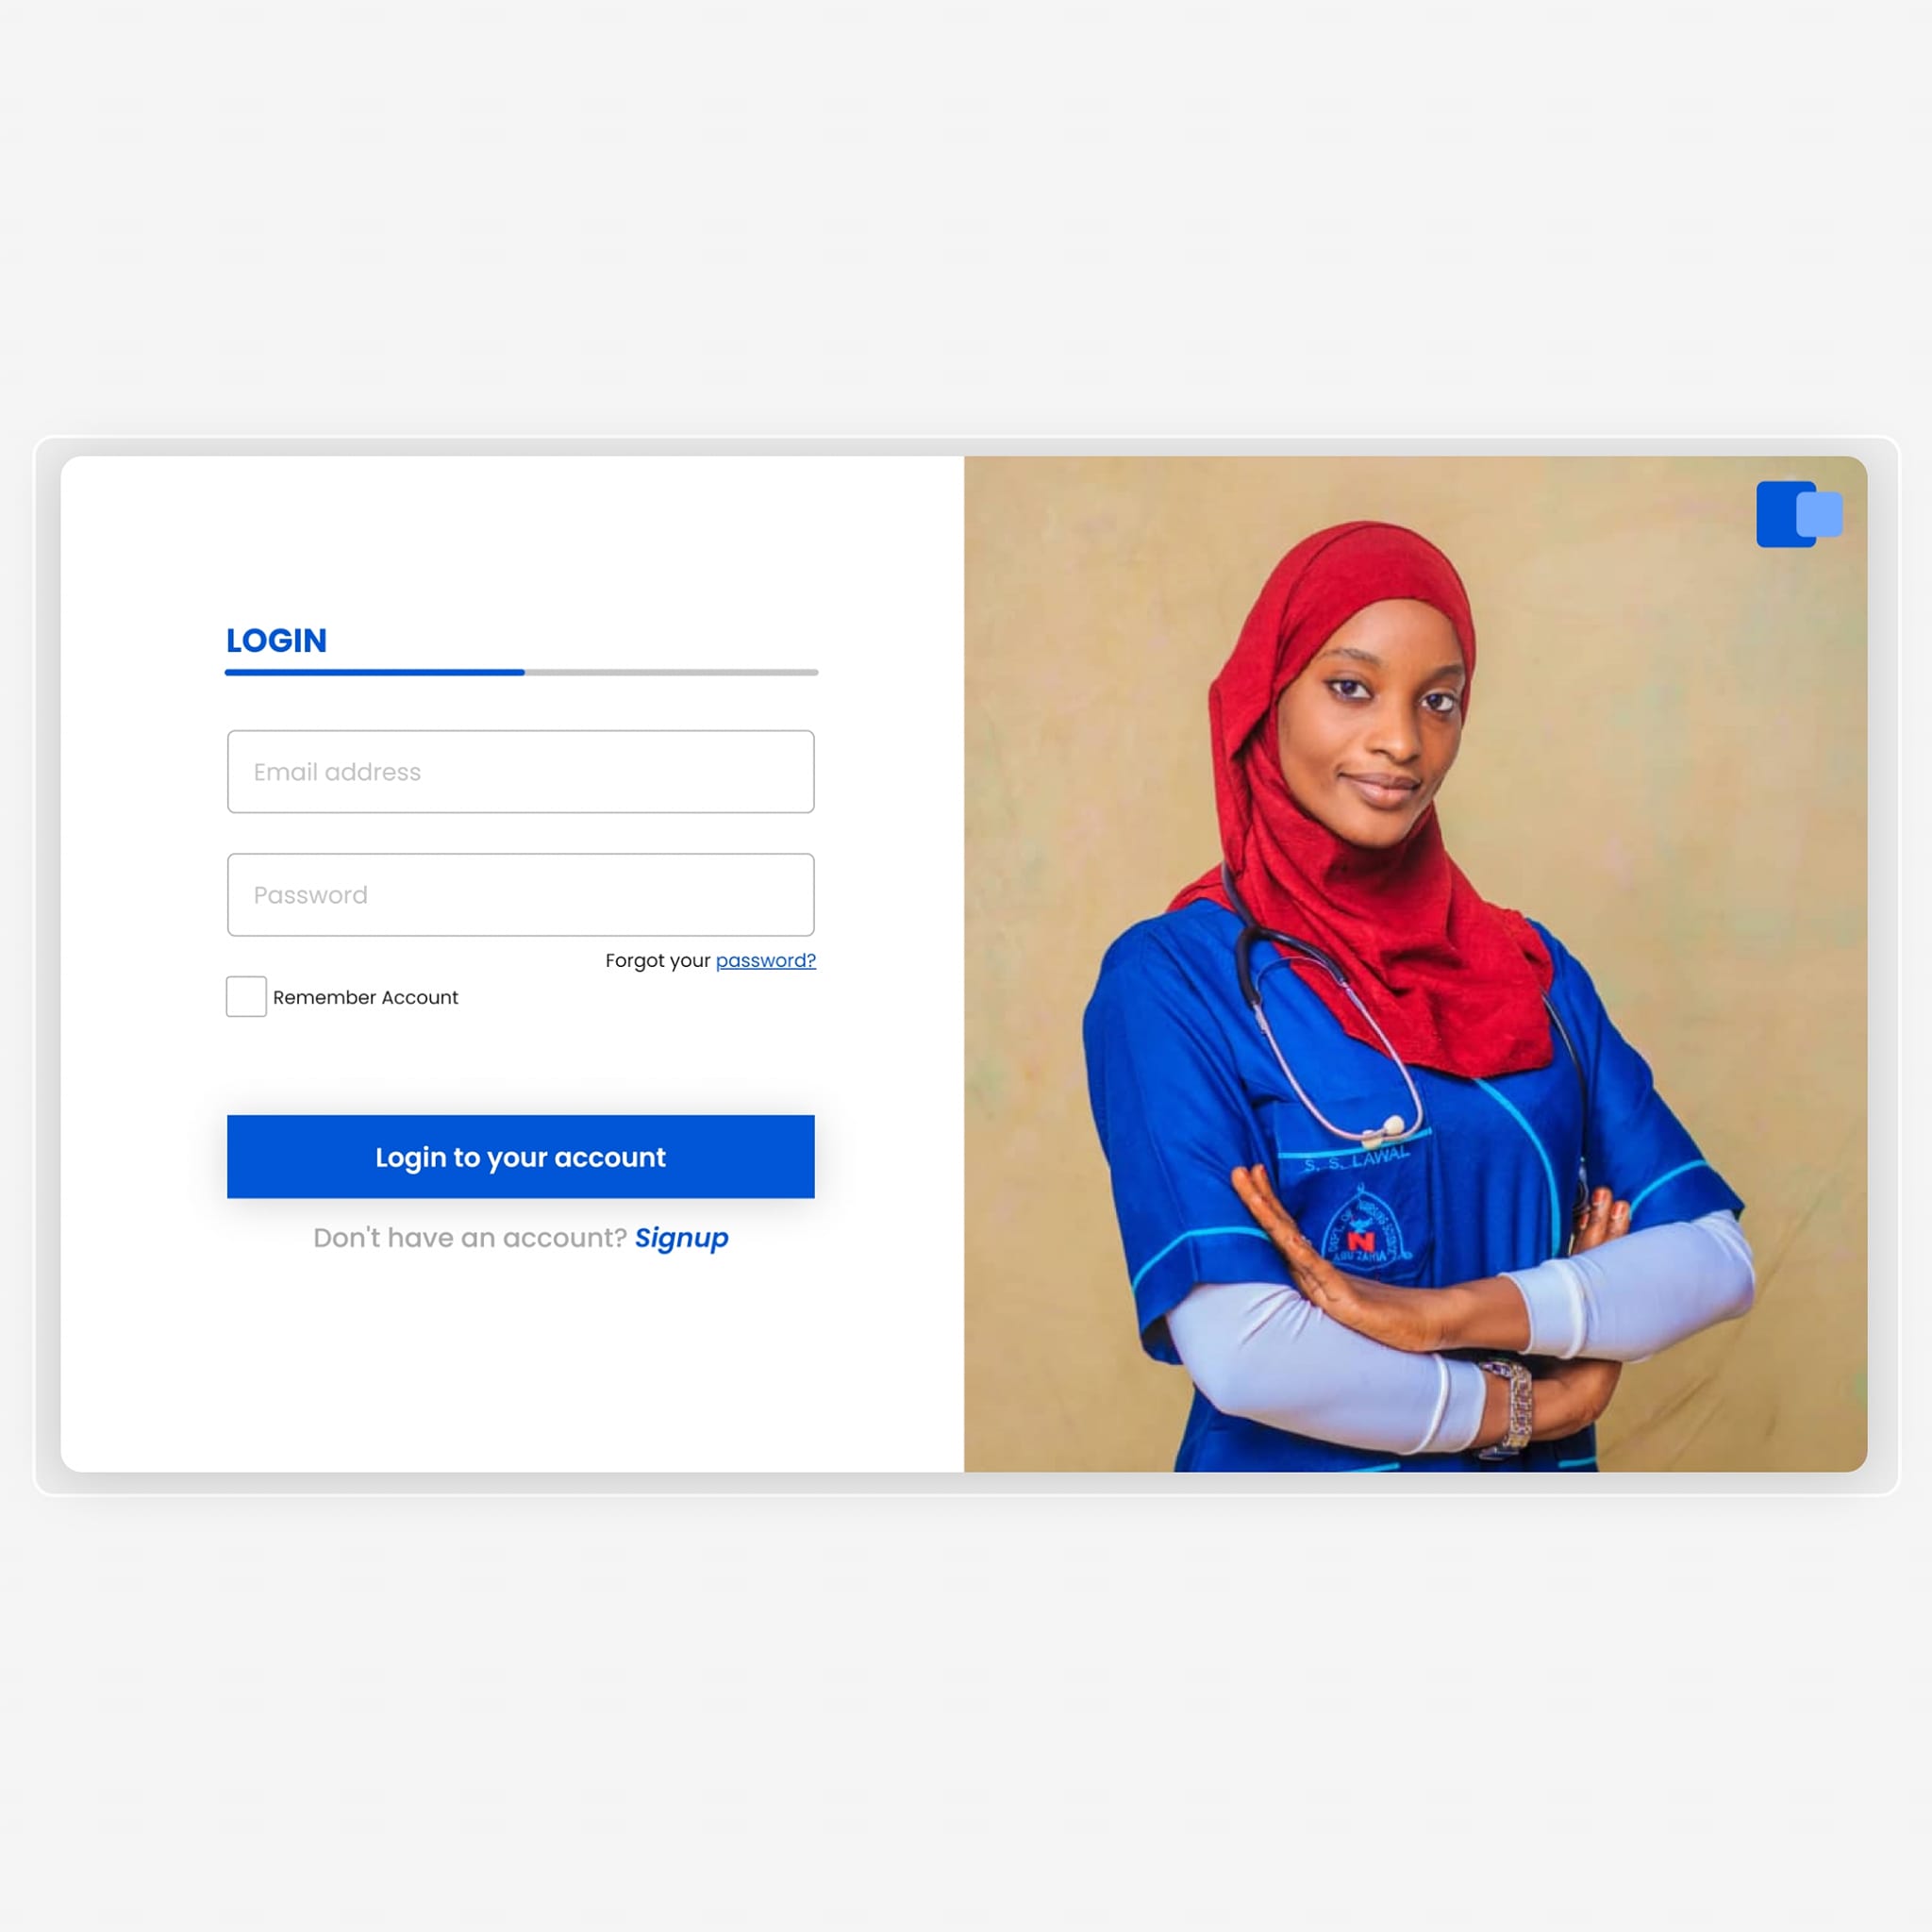 LOGIN
Email address
Password
Forgot your password?
Remember Account
Login to your account
Don't have an account? Signup
S. S. LAWAL
N